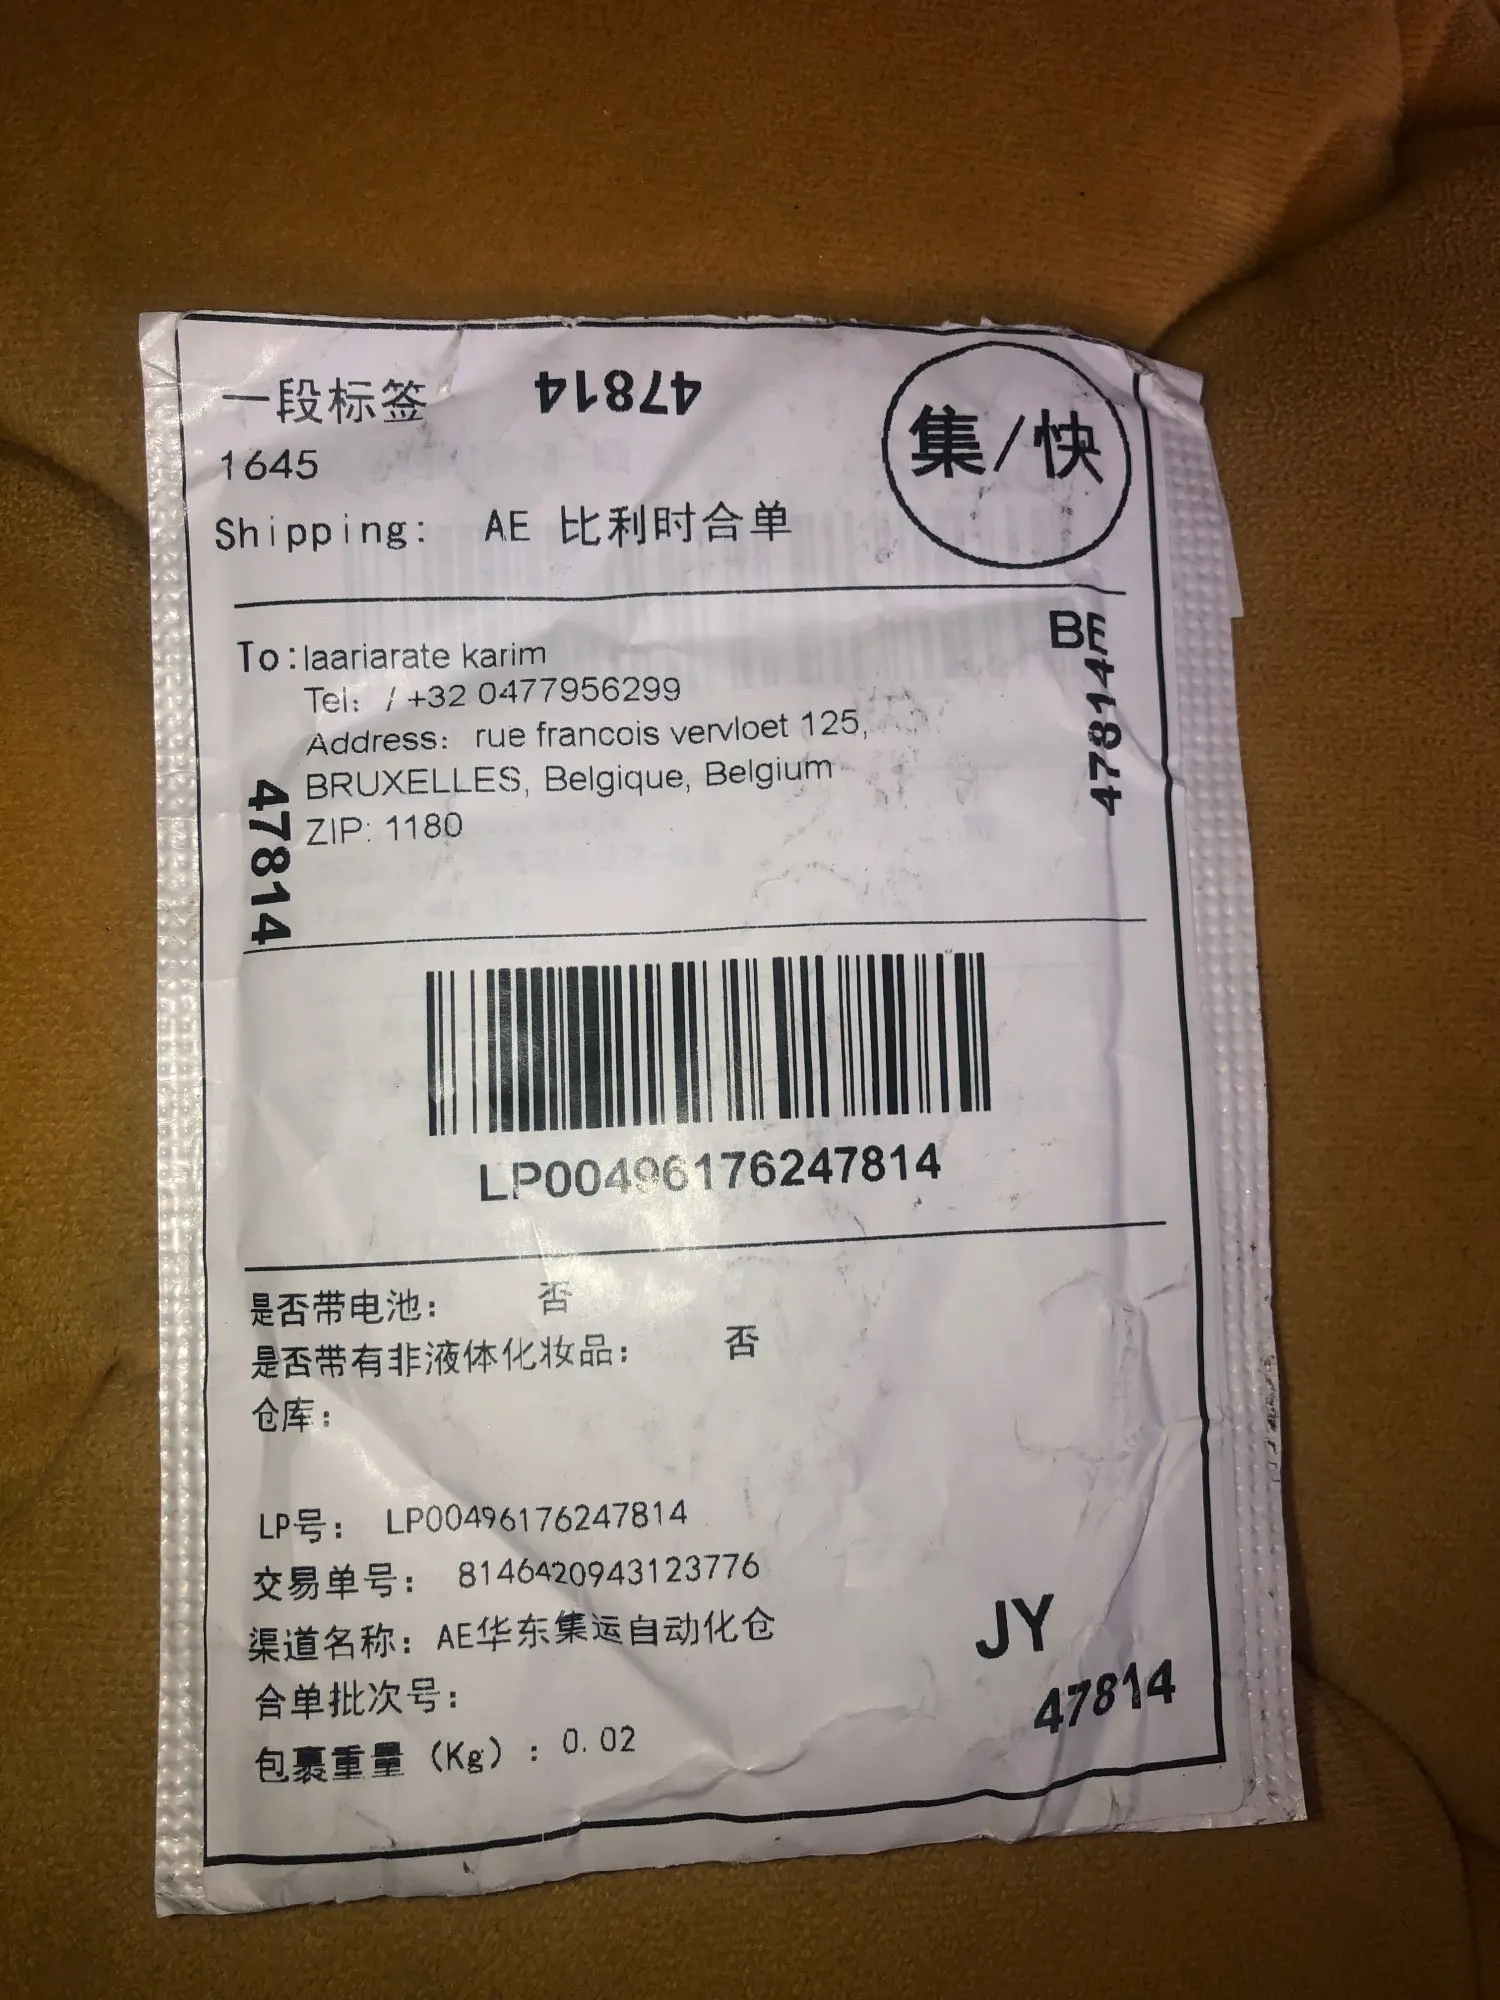 一段标签
47814
集/快
1645
Shipping: AE 比利时合单
BE
To:laariarate karim
Tel: / +32 0477956299
Address: rue francois vervloet 125,
BRUXELLES, Belgique, Belgium
ZIP: 1180
47814
47814
LP00496176247814
是否带电池: 否
是否带有非液体化妆品: 否
仓库:
LP号: LP00496176247814
交易单号: 8146420943123776
渠道名称: AE华东集运自动化仓
合单批次号:
包裹重量 (Kg) : 0.02
JY
47814